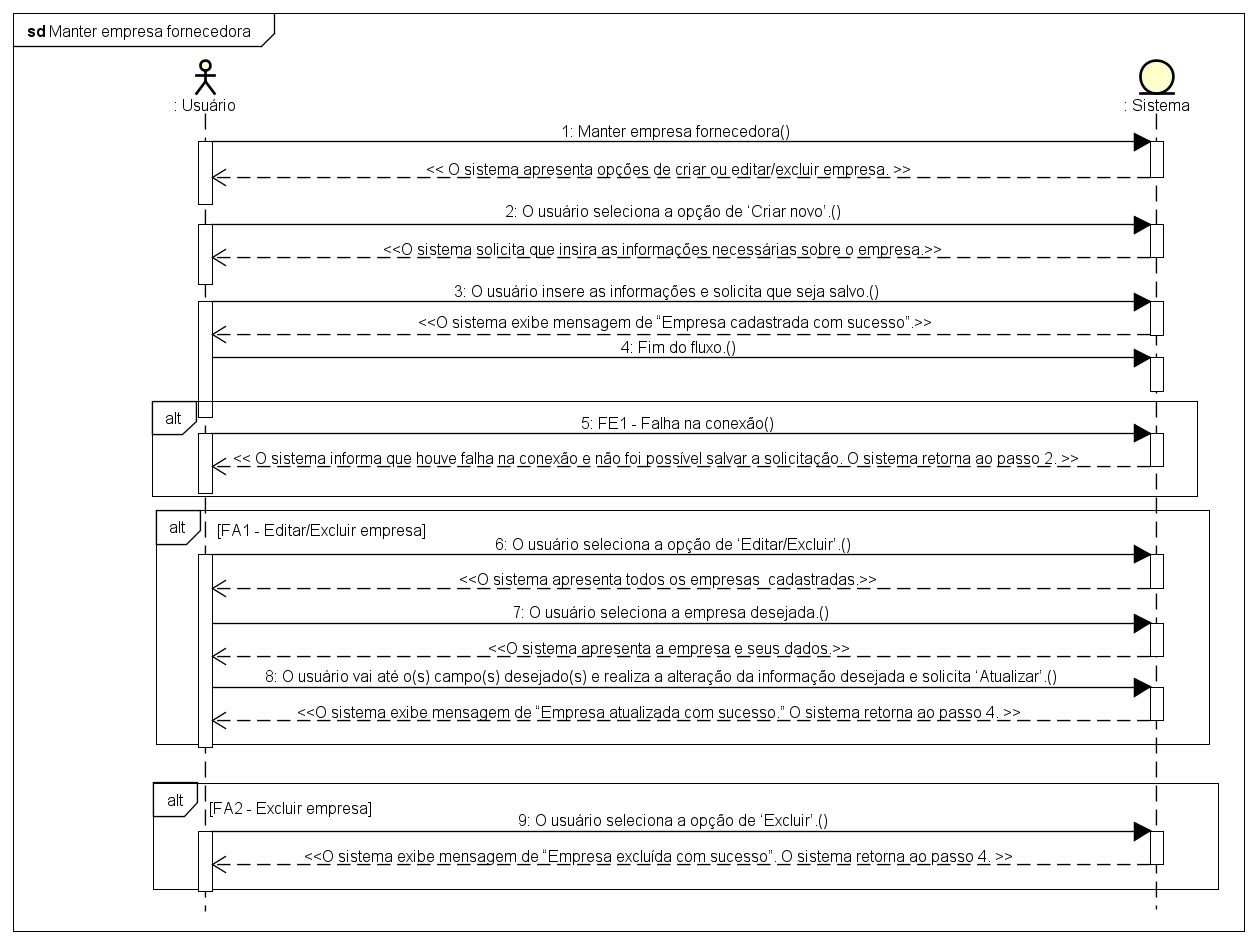 sd Manter empresa fornecedora
: Usuário
: Sistema
1: Manter empresa fornecedora()
<< O sistema apresenta opções de criar ou editar/excluir empresa. >>
2: O usuário seleciona a opção de ‘Criar novo’.()
<<O sistema solicita que insira as informações necessárias sobre o empresa.>>
3: O usuário insere as informações e solicita que seja salvo.()
<<O sistema exibe mensagem de “Empresa cadastrada com sucesso”.>>
4: Fim do fluxo.()
alt
5: FE1 - Falha na conexão()
<< O sistema informa que houve falha na conexão e não foi possível salvar a solicitação. O sistema retorna ao passo 2. >>
alt
[FA1 - Editar/Excluir empresa]
6: O usuário seleciona a opção de ‘Editar/Excluir’.()
<<O sistema apresenta todos os empresas  cadastradas.>>
7: O usuário seleciona a empresa desejada.()
<<O sistema apresenta a empresa e seus dados.>>
8: O usuário vai até o(s) campo(s) desejado(s) e realiza a alteração da informação desejada e solicita ‘Atualizar’.()
<<O sistema exibe mensagem de “Empresa atualizada com sucesso.” O sistema retorna ao passo 4. >>
alt
[FA2 - Excluir empresa]
9: O usuário seleciona a opção de ‘Excluir’.()
<<O sistema exibe mensagem de “Empresa excluída com sucesso”. O sistema retorna ao passo 4. >>